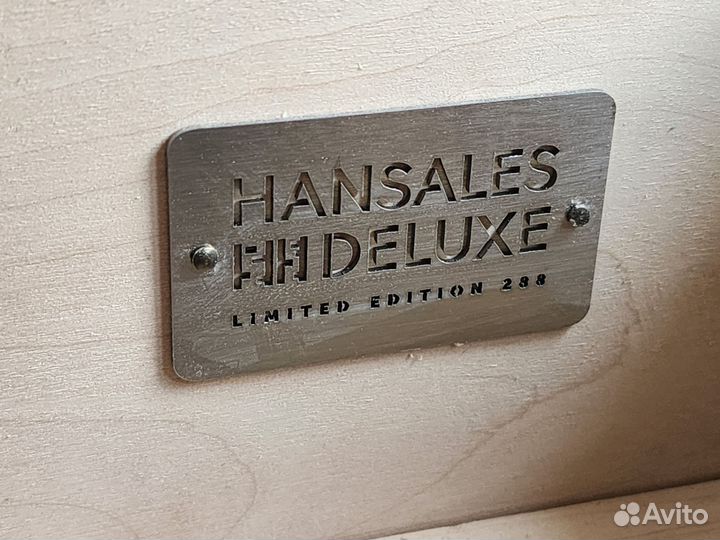 HANSALES
HH DELUXE
LIMITED EDITION 288
Avito